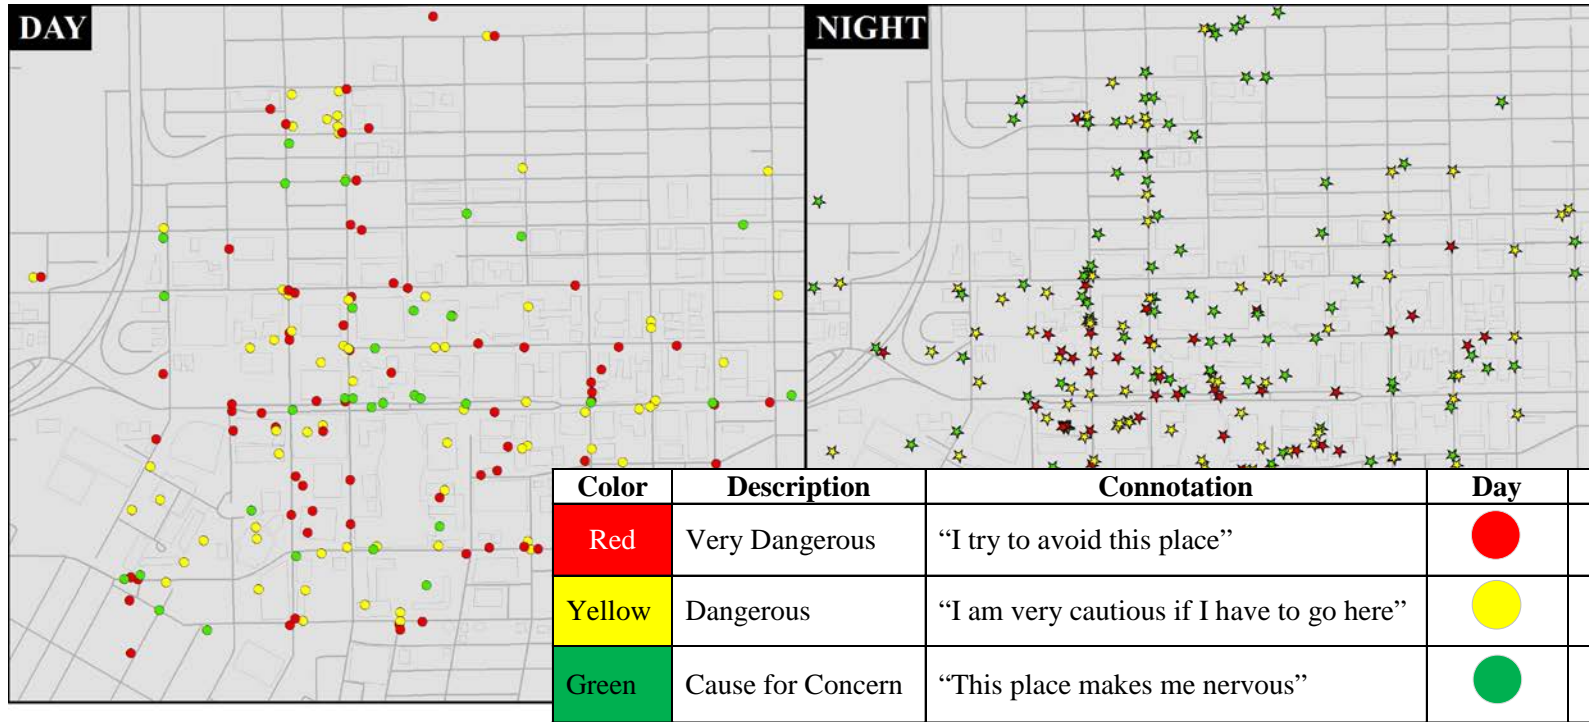 DAY
NIGHT
Color Description Connotation Day
Red Very Dangerous “I try to avoid this place”
Yellow Dangerous “I am very cautious if I have to go here”
Green Cause for Concern “This place makes me nervous”